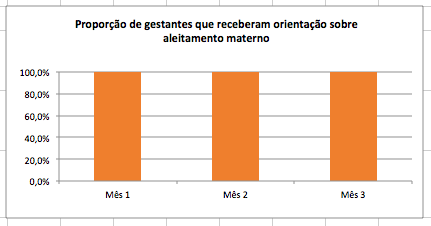 Proporção de gestantes que receberam orientação sobre
aleitamento materno
100,0%
80,0%
60,0%
40,0%
20,0%
0,0%
Mês 1 Mês 2 Mês 3